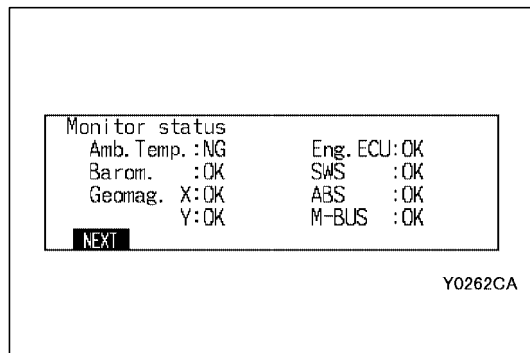 Monitor status
Amb.Temp.:NG Eng.ECU:OK
Barom. :OK SWS :OK
Geomag. X:OK ABS :OK
Y:OK M-BUS :OK
NEXT
Y0262CA